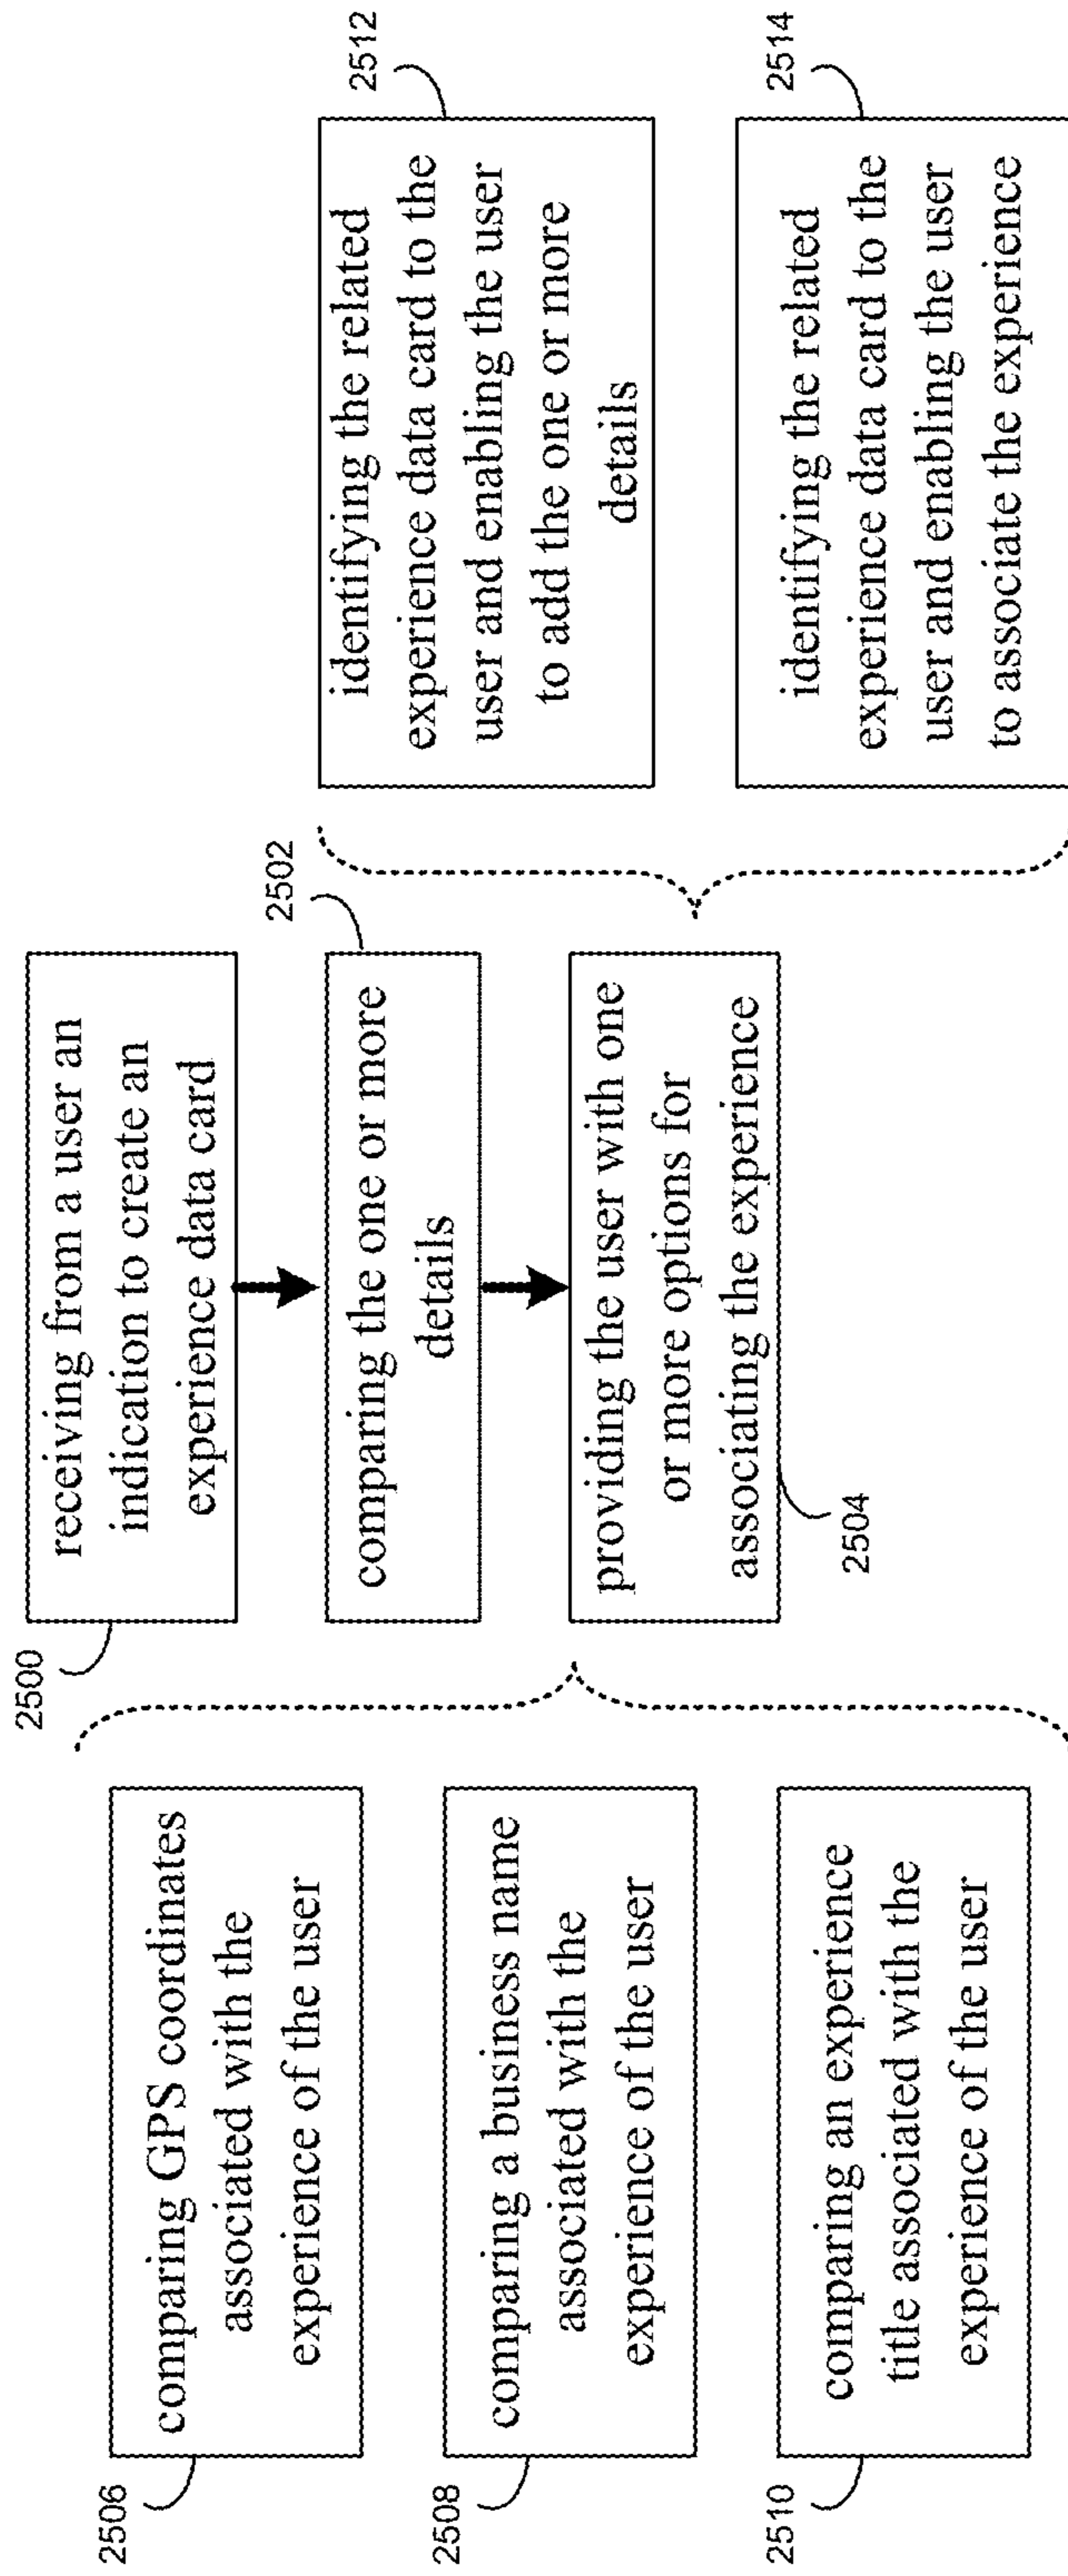 2500
receiving from a user an
indication to create an
experience data card
2502
comparing the one or more
details
providing the user with one
or more options for
associating the experience
2504
2506
comparing GPS coordinates
associated with the
experience of the user
2508
comparing a business name
associated with the
experience of the user
2510
comparing an experience
title associated with the
experience of the user
2512
identifying the related
experience data card to the
user and enabling the user
to add the one or more
details
2514
identifying the related
experience data card to the
user and enabling the user
to associate the experience